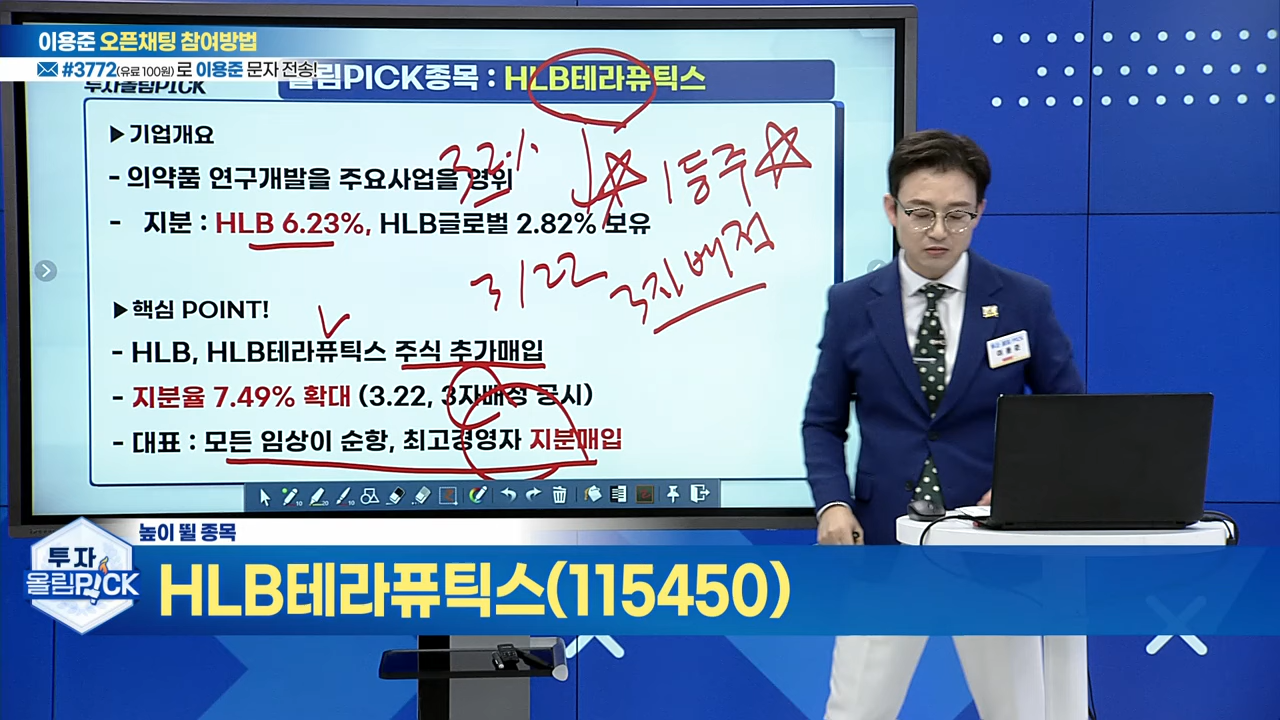 이용준 오픈채팅 참여방법
#3772(유료 100원)로 이용준 문자 전송!
투자올림PICK
올림PICK종목 : HLB테라퓨틱스
▶기업개요
- 의약품 연구개발을 주요사업을 영위
- 지분 : HLB 6.23%, HLB글로벌 2.82% 보유
32%
1등주
3/22
3자배정
▶핵심 POINT!
- HLB, HLB테라퓨틱스 주식 추가매입
- 지분율 7.49% 확대 (3.22, 3자배정 공시)
- 대표 : 모든 임상이 순항, 최고경영자 지분매입
이용준
높이 뛸 종목
투자
올림PICK
HLB테라퓨틱스(115450)